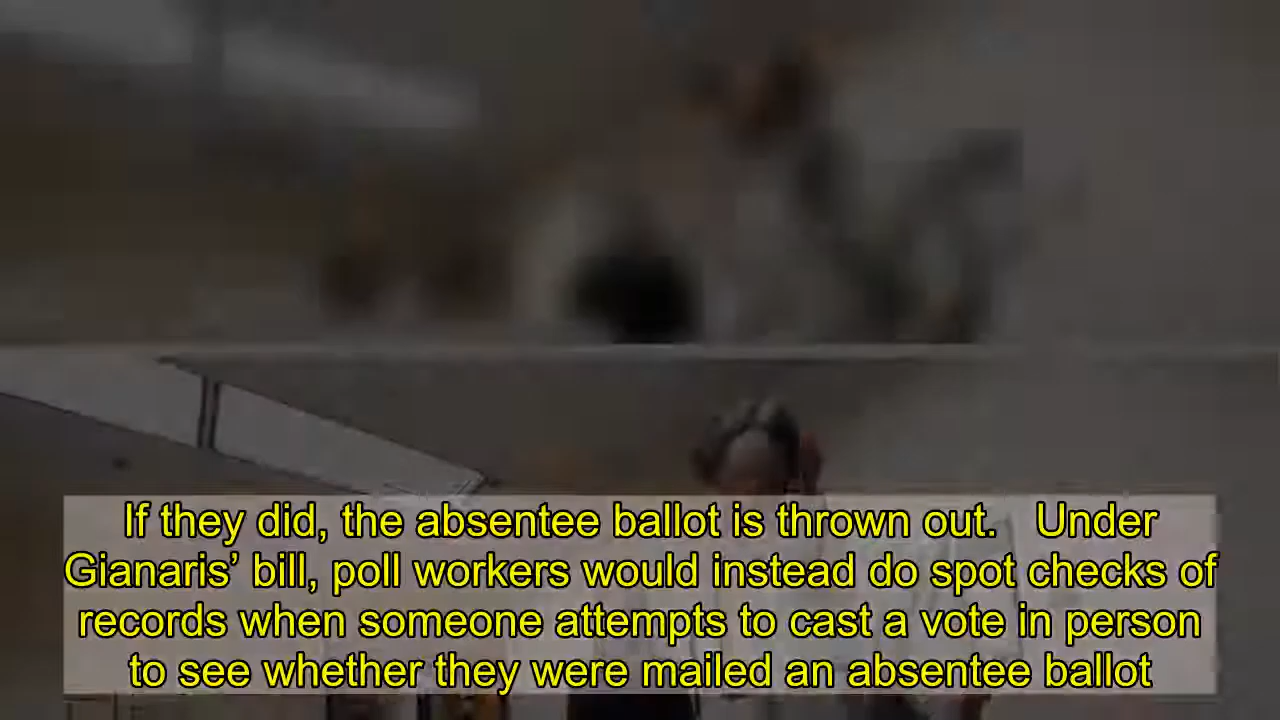 If they did, the absentee ballot is thrown out.   Under
Gianaris’ bill, poll workers would instead do spot checks of
records when someone attempts to cast a vote in person
to see whether they were mailed an absentee ballot